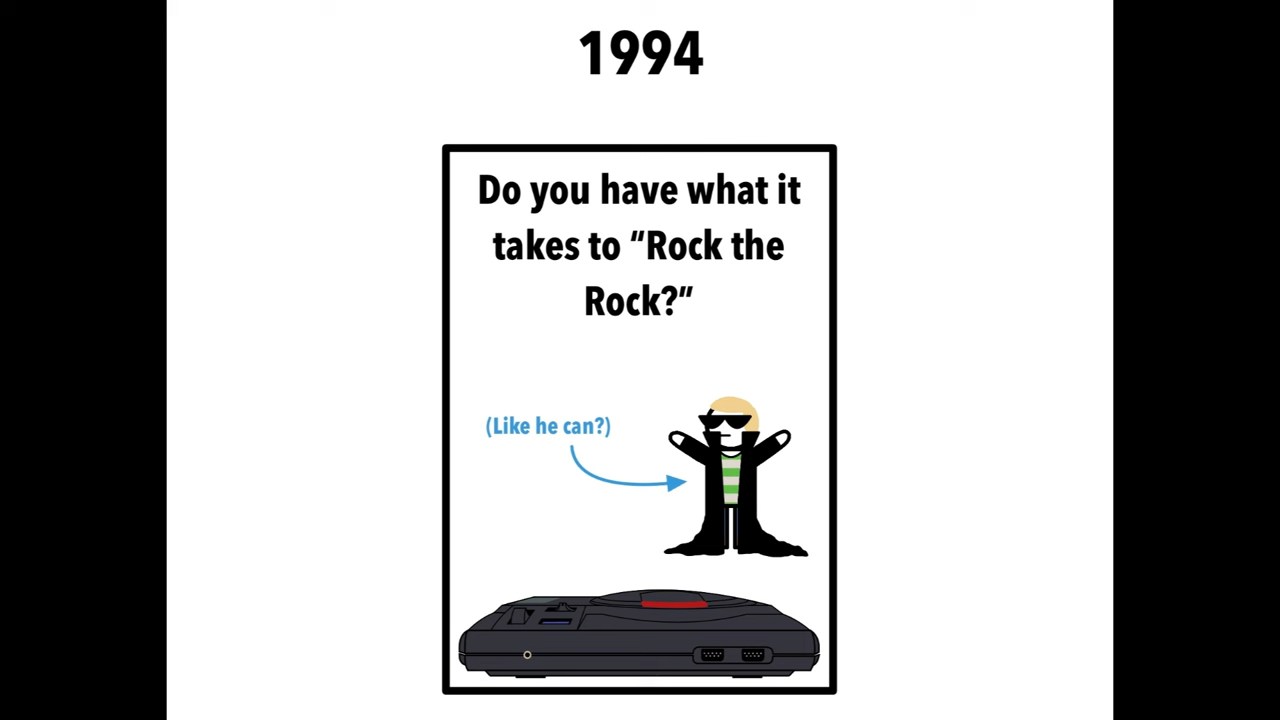 1994
Do you have what it
takes to “Rock the
Rock?”
(Like he can?)